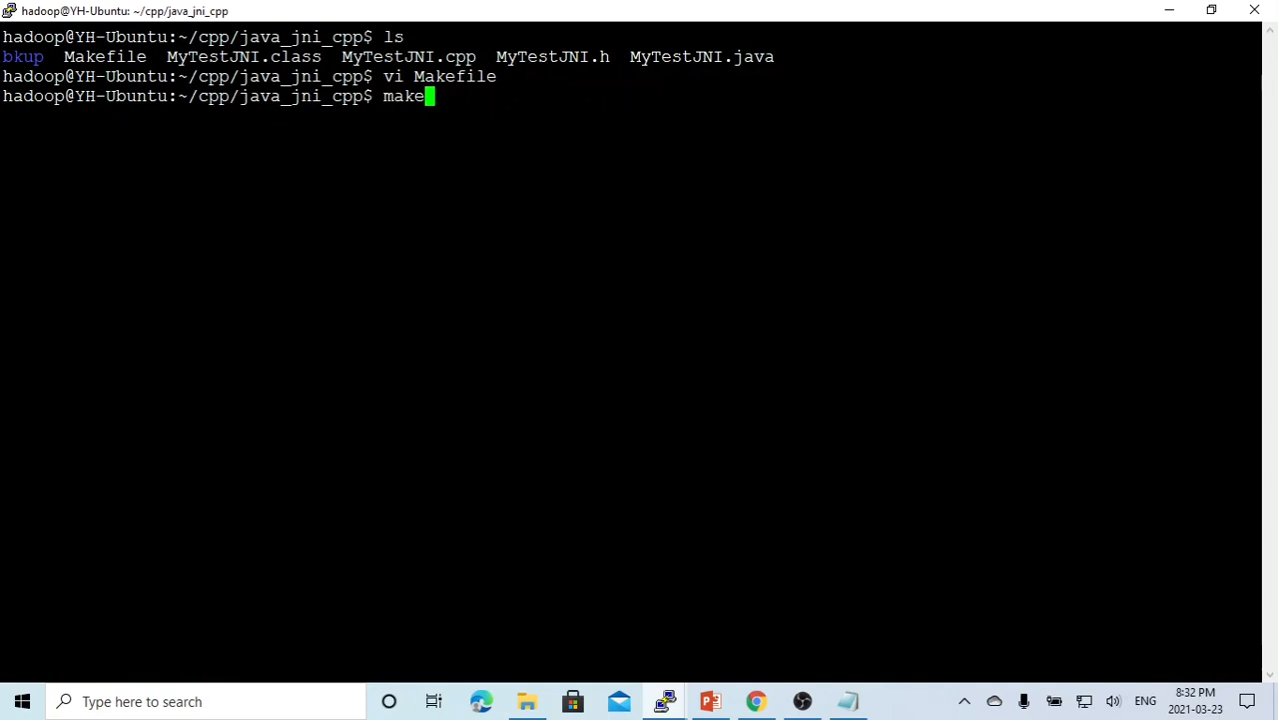 hadoop@YH-Ubuntu: ~/cpp/java_jni_cpp
hadoop@YH-Ubuntu:~/cpp/java_jni_cpp$ ls
bkup  Makefile  MyTestJNI.class  MyTestJNI.cpp  MyTestJNI.h  MyTestJNI.java
hadoop@YH-Ubuntu:~/cpp/java_jni_cpp$ vi Makefile
hadoop@YH-Ubuntu:~/cpp/java_jni_cpp$ make
Type here to search
ENG
8:32 PM
2021-03-23